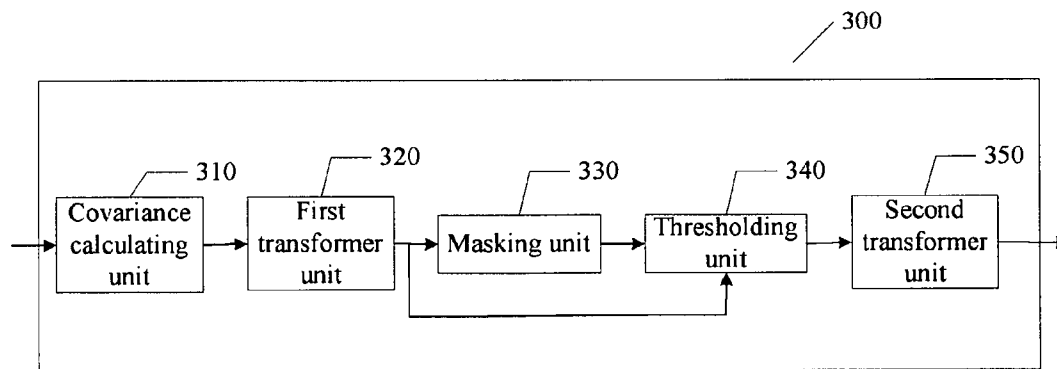 300
310
320
330
340
350
Covariance
calculating
unit
First
transformer
unit
Masking unit
Thresholding
unit
Second
transformer
unit